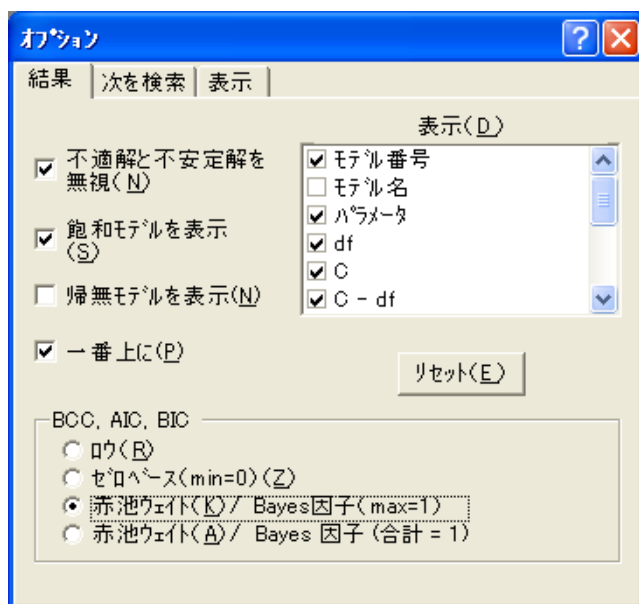 オプション
結果 次を検索 表示
表示(D)
不適解と不安定解を
無視(N)
飽和モデルを表示
(S)
帰無モデルを表示(N)
一番上に(P)
モデル番号
モデル名
パラメータ
df
C
C - df
リセット(E)
BCC, AIC, BIC
ロウ(R)
ゼロベース(min=0)(Z)
赤池ウェイト(K)/ Bayes因子(max=1)
赤池ウェイト(A)/ Bayes 因子 (合計 = 1)